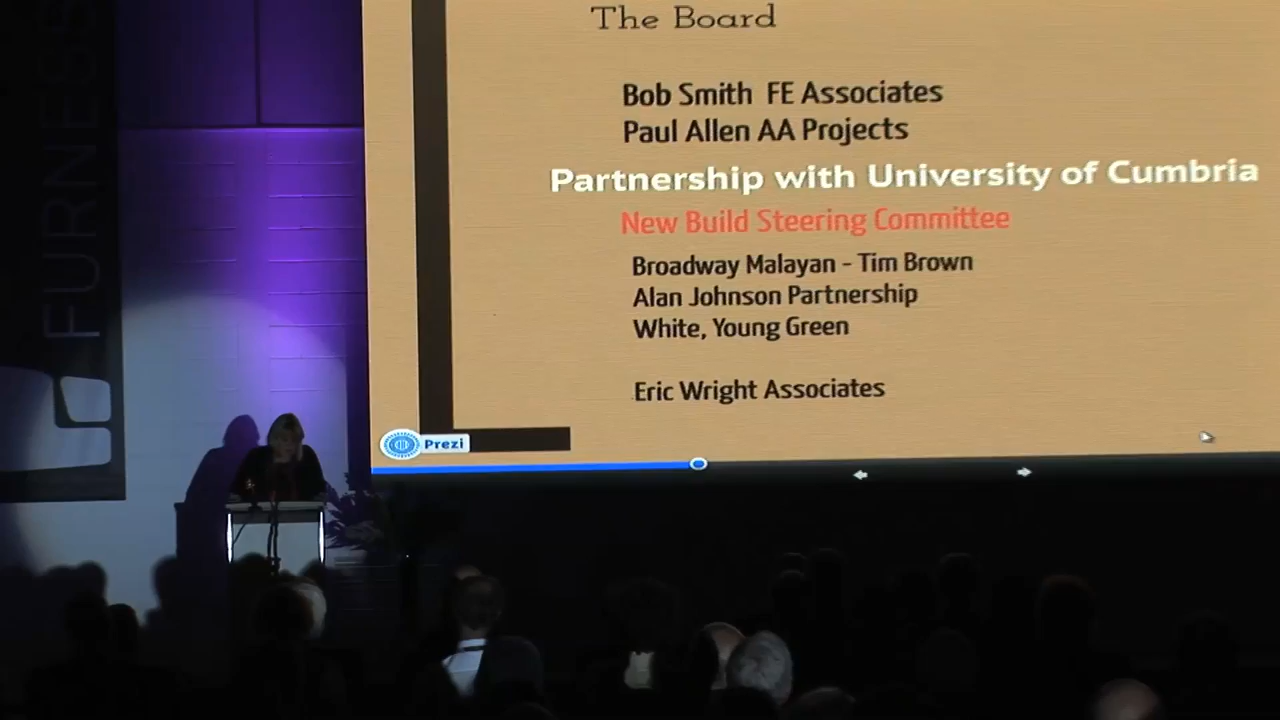 The Board
Bob Smith FE Associates
Paul Allen AA Projects
Partnership with University of Cumbria
New Build Steering Committee
Broadway Malayan - Tim Brown
Alan Johnson Partnership
White, Young Green
Eric Wright Associates
Prezi
FURNESS